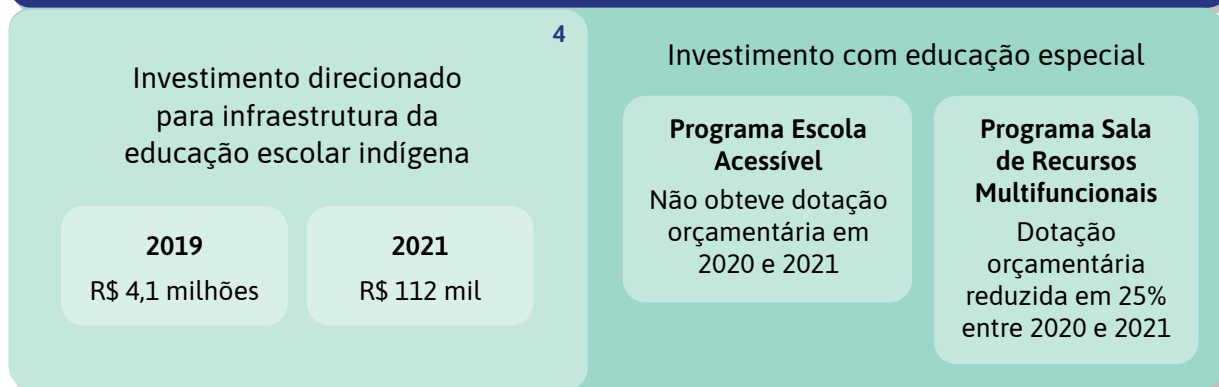 4
Investimento direcionado
para infraestrutura da
educação escolar indígena
2019
R$ 4,1 milhões
2021
R$ 112 mil
Investimento com educação especial
Programa Escola
Acessível
Não obteve dotação
orçamentária em
2020 e 2021
Programa Sala
de Recursos
Multifuncionais
Dotação
orçamentária
reduzida em 25%
entre 2020 e 2021